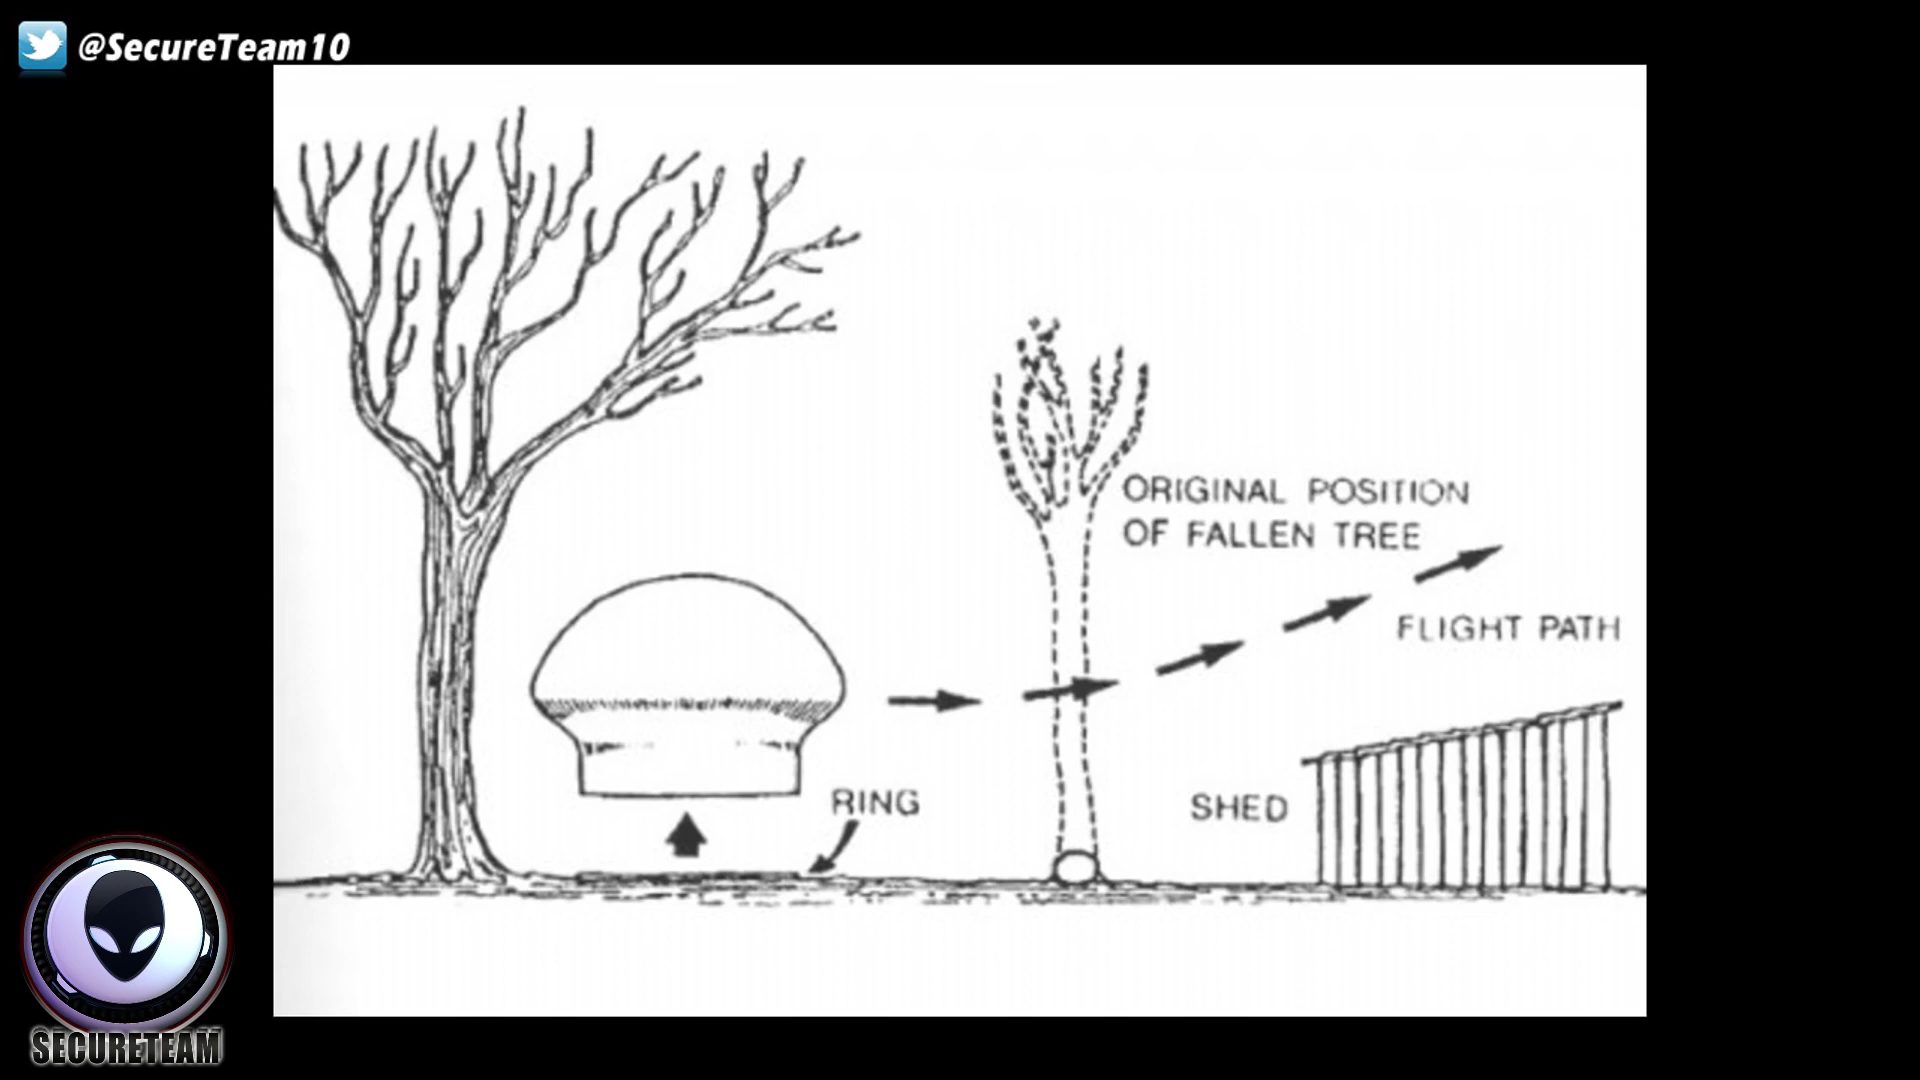 @SecureTeam10
ORIGINAL POSITION
OF FALLEN TREE
FLIGHT PATH
RING
SHED
SECURETEAM